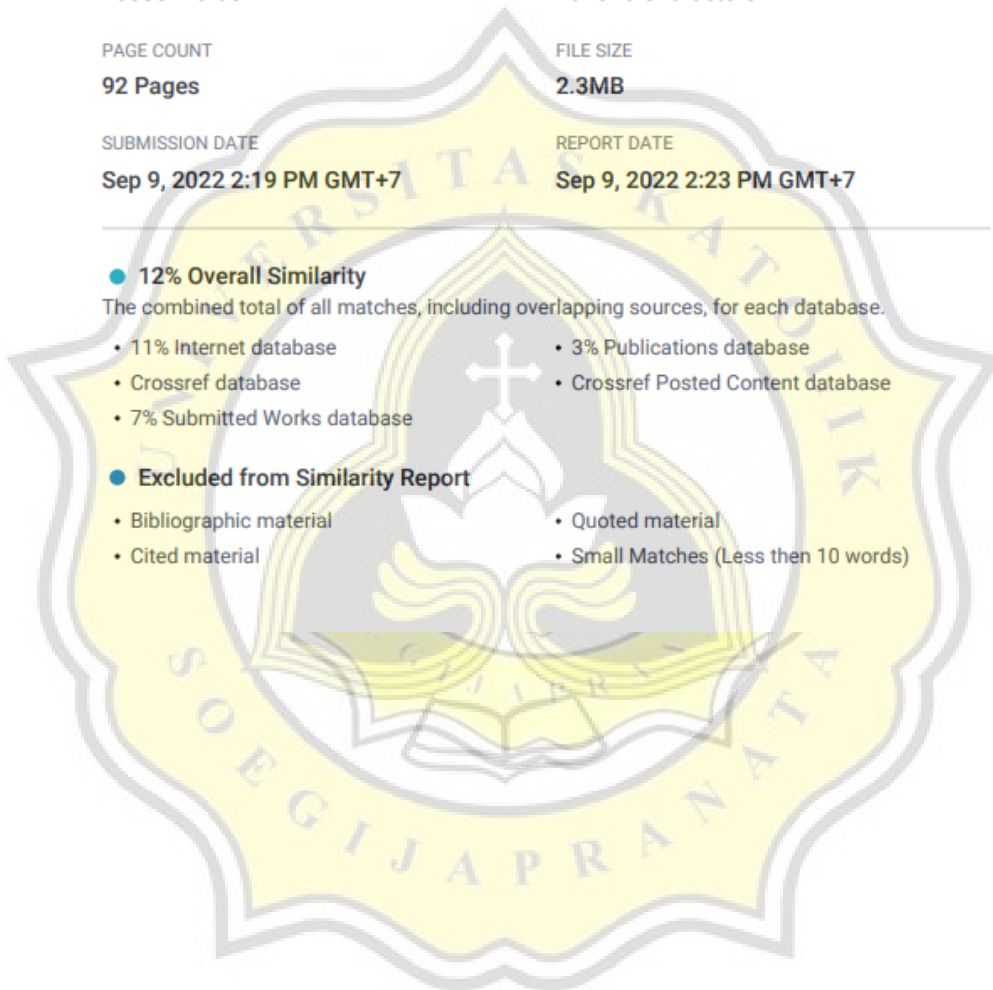 PAGE COUNT
92 Pages
FILE SIZE
2.3MB
SUBMISSION DATE
Sep 9, 2022 2:19 PM GMT+7
REPORT DATE
Sep 9, 2022 2:23 PM GMT+7
12% Overall Similarity
The combined total of all matches, including overlapping sources, for each database.
• 11% Internet database
• 3% Publications database
• Crossref database
• Crossref Posted Content database
• 7% Submitted Works database
Excluded from Similarity Report
• Bibliographic material
• Quoted material
• Cited material
• Small Matches (Less then 10 words)
UNIVERSITAS KATOLIK
SOEGIJAPRANATA